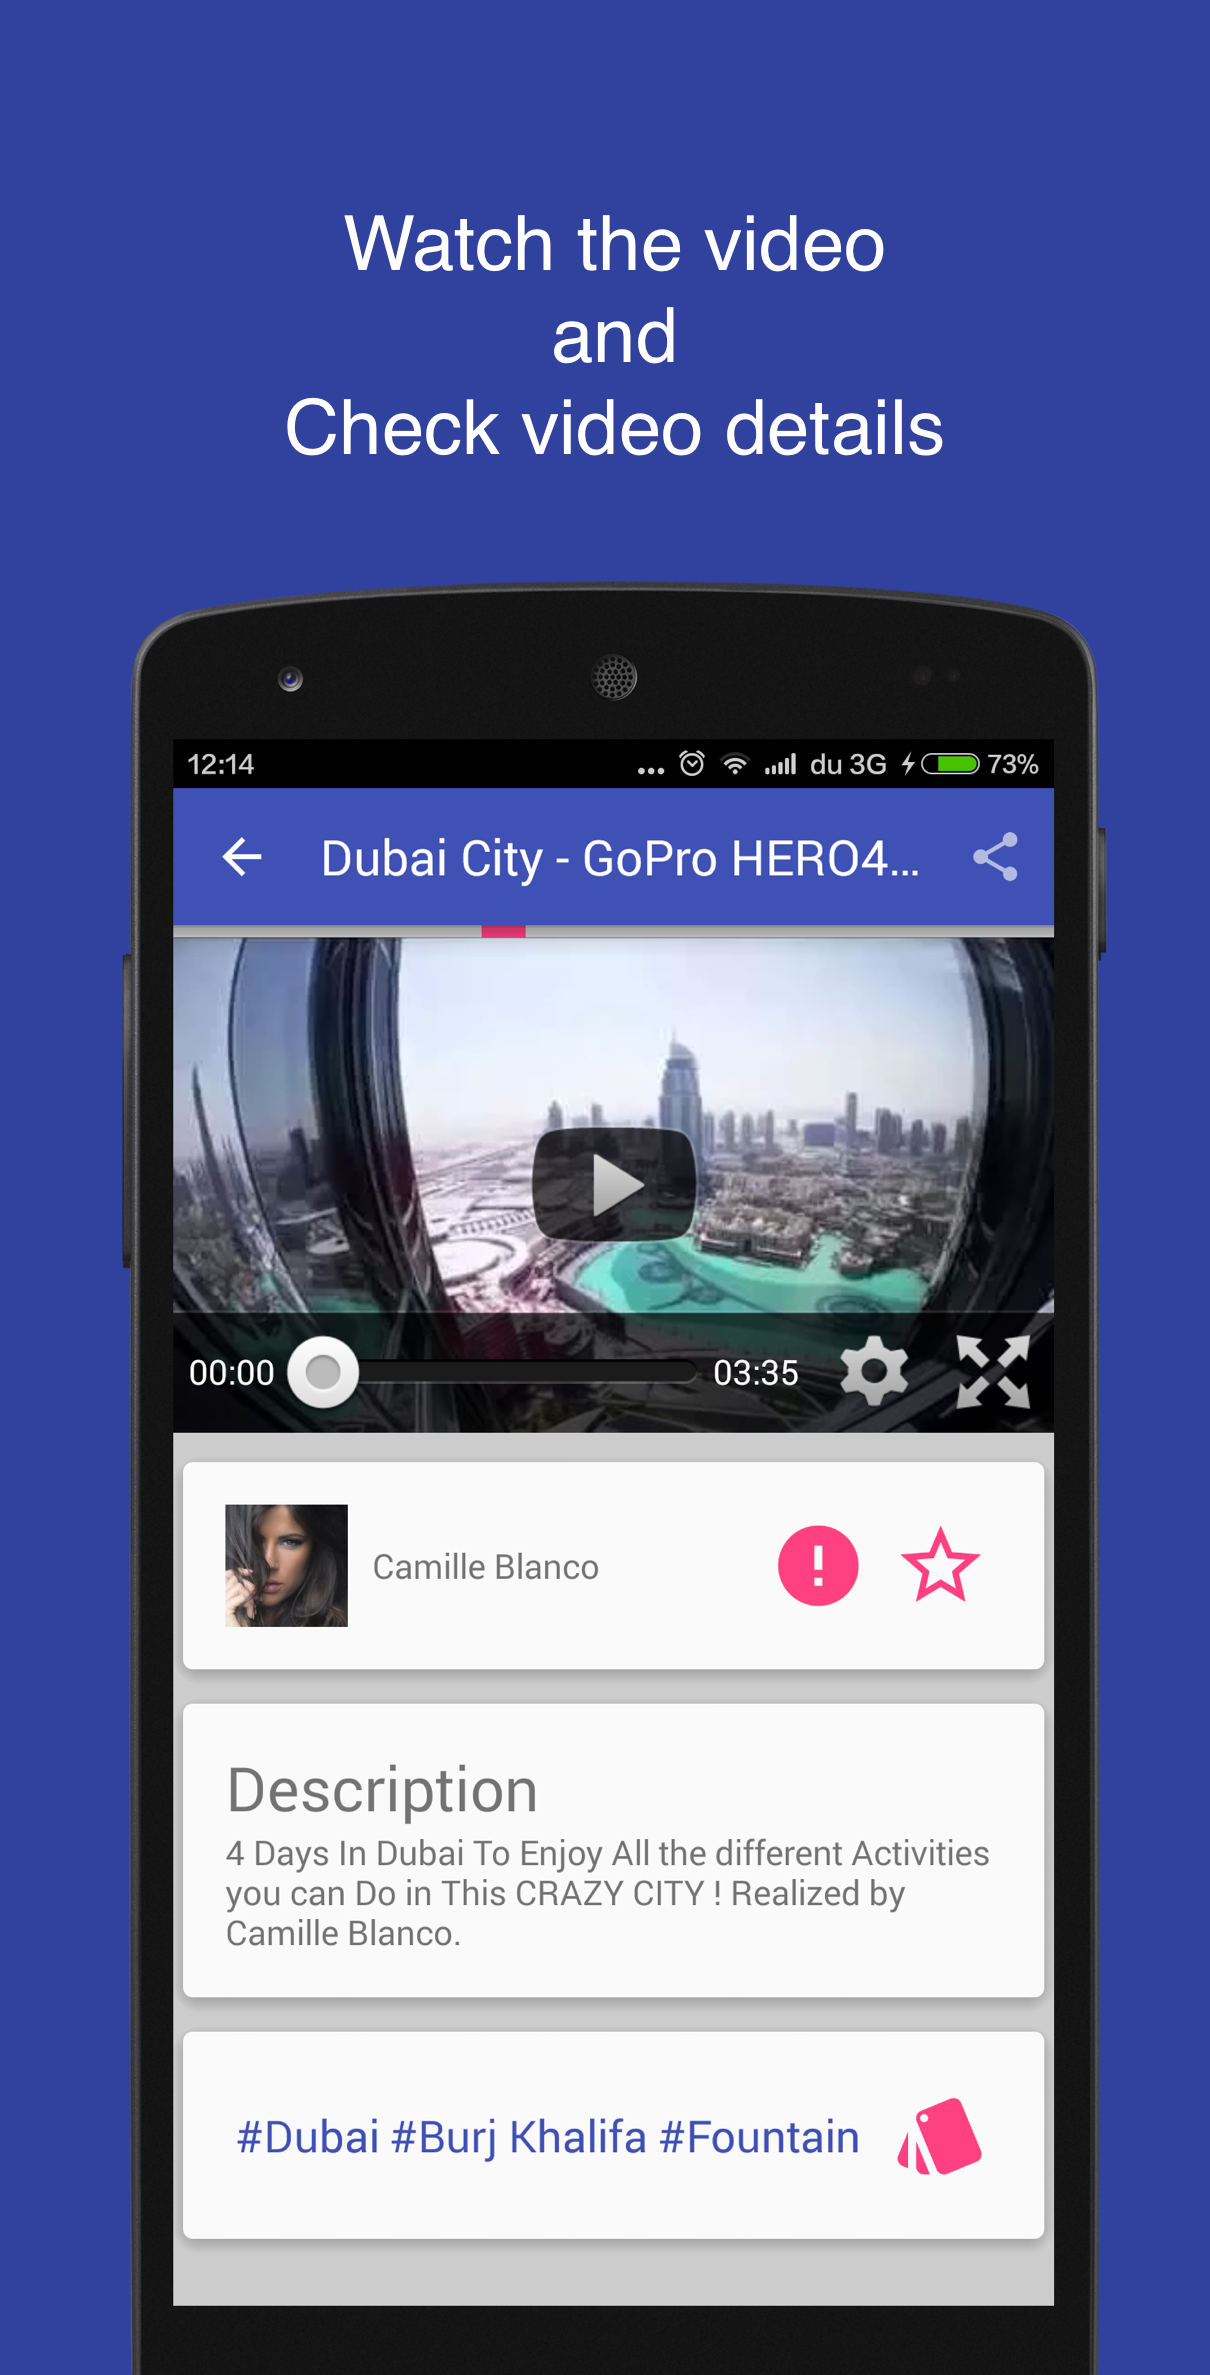 Watch the video
and
Check video details
12:14 ... du 3G 73%
Dubai City - GoPro HERO4...
00:00 03:35
Camille Blanco
Description
4 Days In Dubai To Enjoy All the different Activities
you can Do in This CRAZY CITY ! Realized by
Camille Blanco.
#Dubai #Burj Khalifa #Fountain